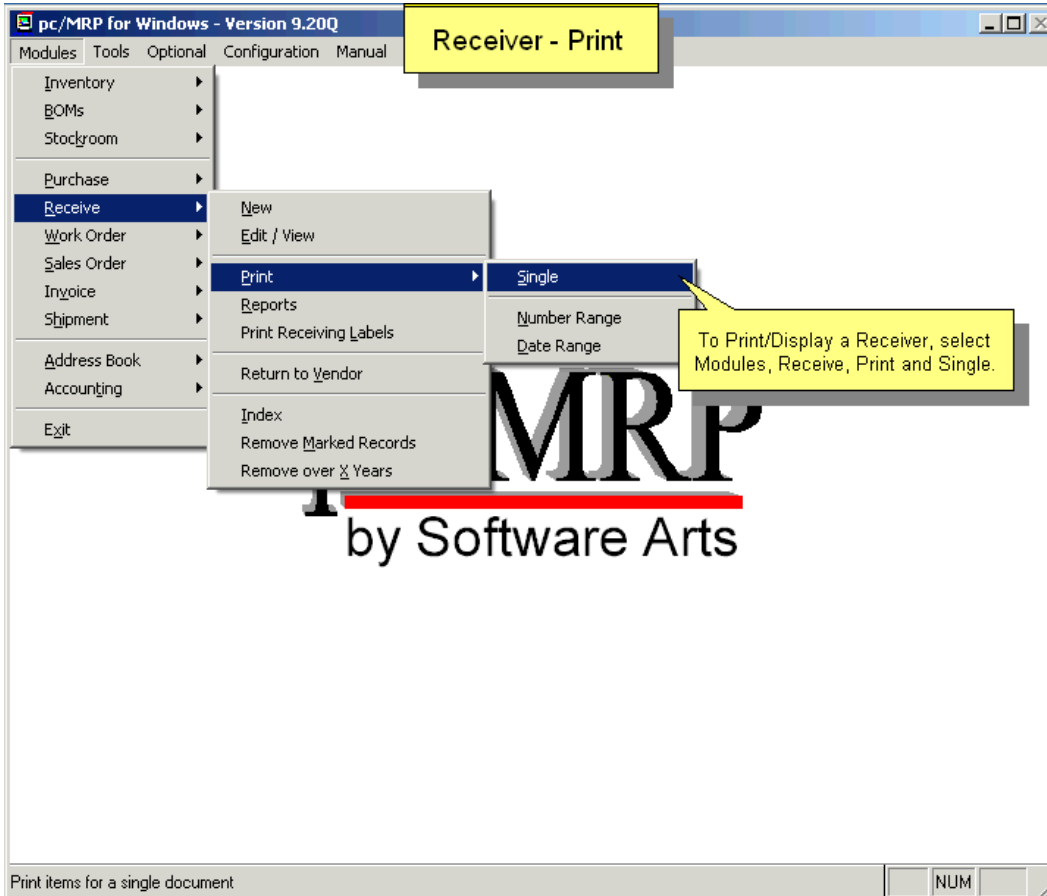 pc/MRP for Windows - Version 9.20Q
Receiver - Print
Modules Tools Optional Configuration Manual
Inventory
BOMs
Stockroom
Purchase
Receive
Work Order
Sales Order
Invoice
Shipment
Address Book
Accounting
Exit
New
Edit / View
Print
Reports
Print Receiving Labels
Return to Vendor
Index
Remove Marked Records
Remove over X Years
Single
Number Range
Date Range
To Print/Display a Receiver, select
Modules, Receive, Print and Single.
MRP
by Software Arts
Print items for a single document
NUM